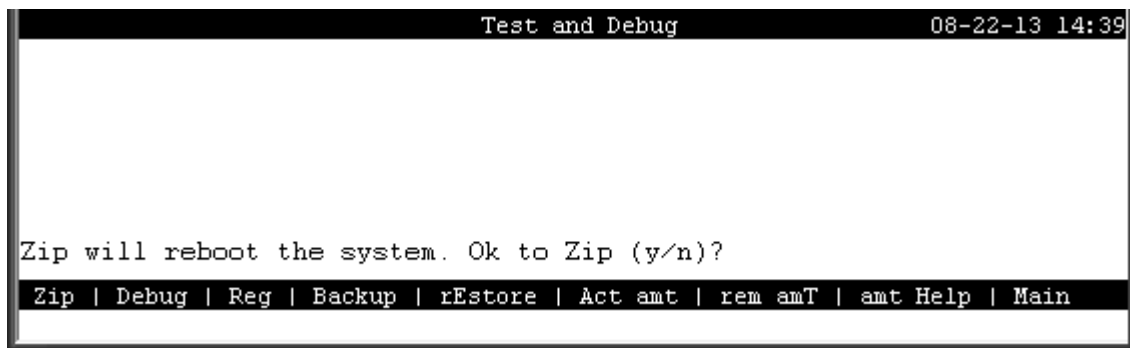 Test and Debug 08-22-13 14:39
Zip will reboot the system. Ok to Zip (y/n)?
Zip | Debug | Reg | Backup | rEstore | Act amt | rem amT | amt Help | Main